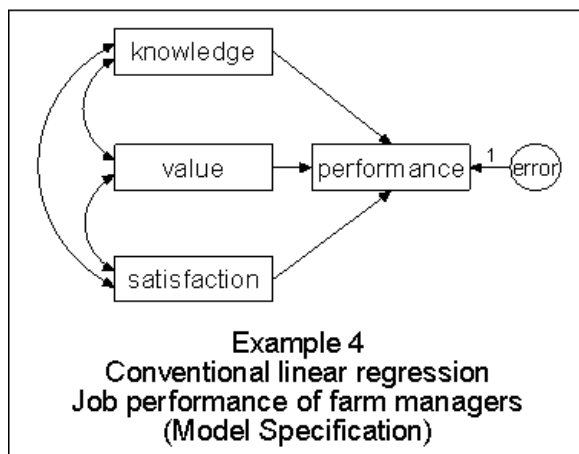 knowledge
value
performance
1
error
satisfaction
Example 4
Conventional linear regression
Job performance of farm managers
(Model Specification)